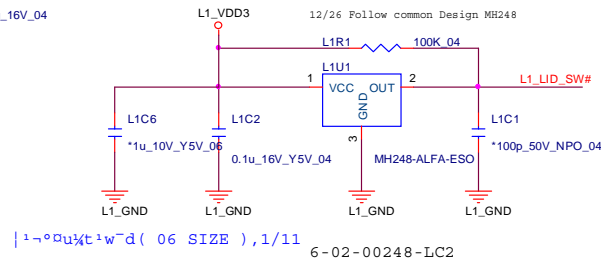 _16V_04
L1_VDD3
12/26 Follow common Design MH248
L1R1
100K_04
L1U1
1
VCC
OUT
2
GND
3
L1_LID_SW#
L1C6
*1u_10V_Y5V_06
L1C2
0.1u_16V_Y5V_04
MH248-ALFA-ESO
L1C1
*100p_50V_NPO_04
L1_GND
L1_GND
L1_GND
L1_GND
( 06 SIZE ),1/11
6-02-00248-LC2